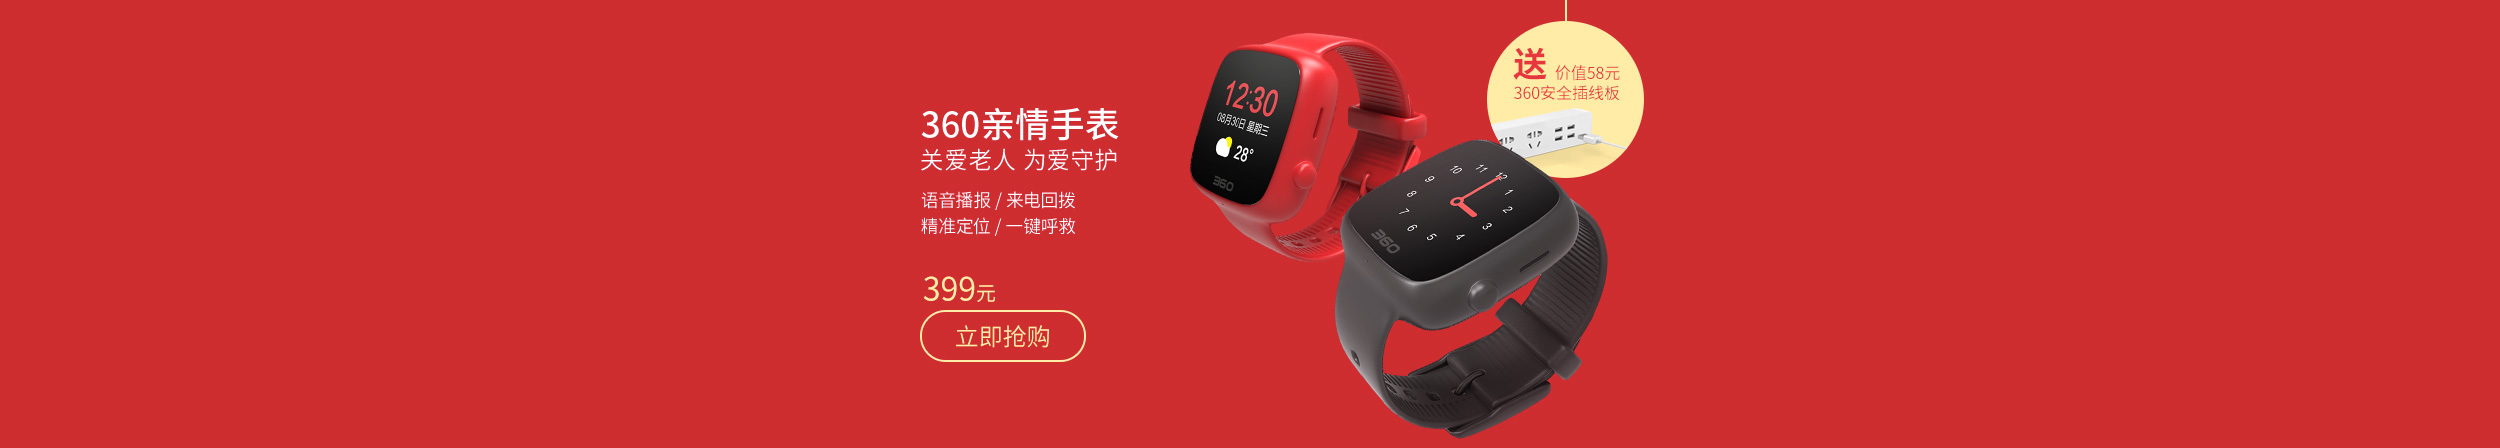 360亲情手表
关爱老人 为爱守护
语音播报 / 来电回拨
精准定位 / 一键呼救
399元
立即抢购
12:30
08月30日 星期三
28°
360
送 价值58元
360安全插线板
10 11 12
9 1
8 2
7 3
6 5 4
360